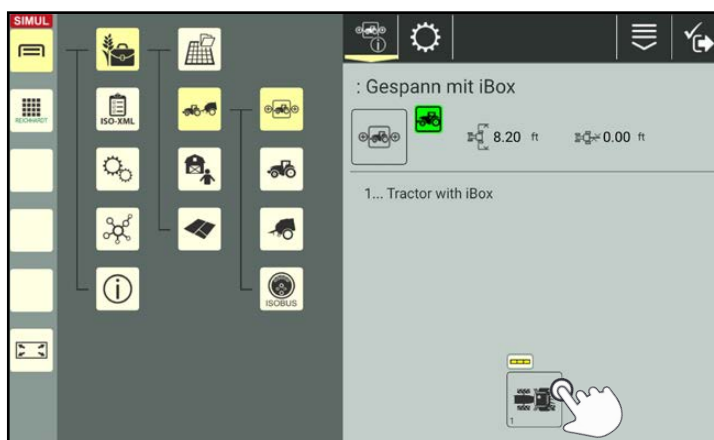 SIMUL
REICHHARDT
ISO-XML
ISOBUS
: Gespann mit iBox
8.20 ft
0.00 ft
1... Tractor with iBox
1